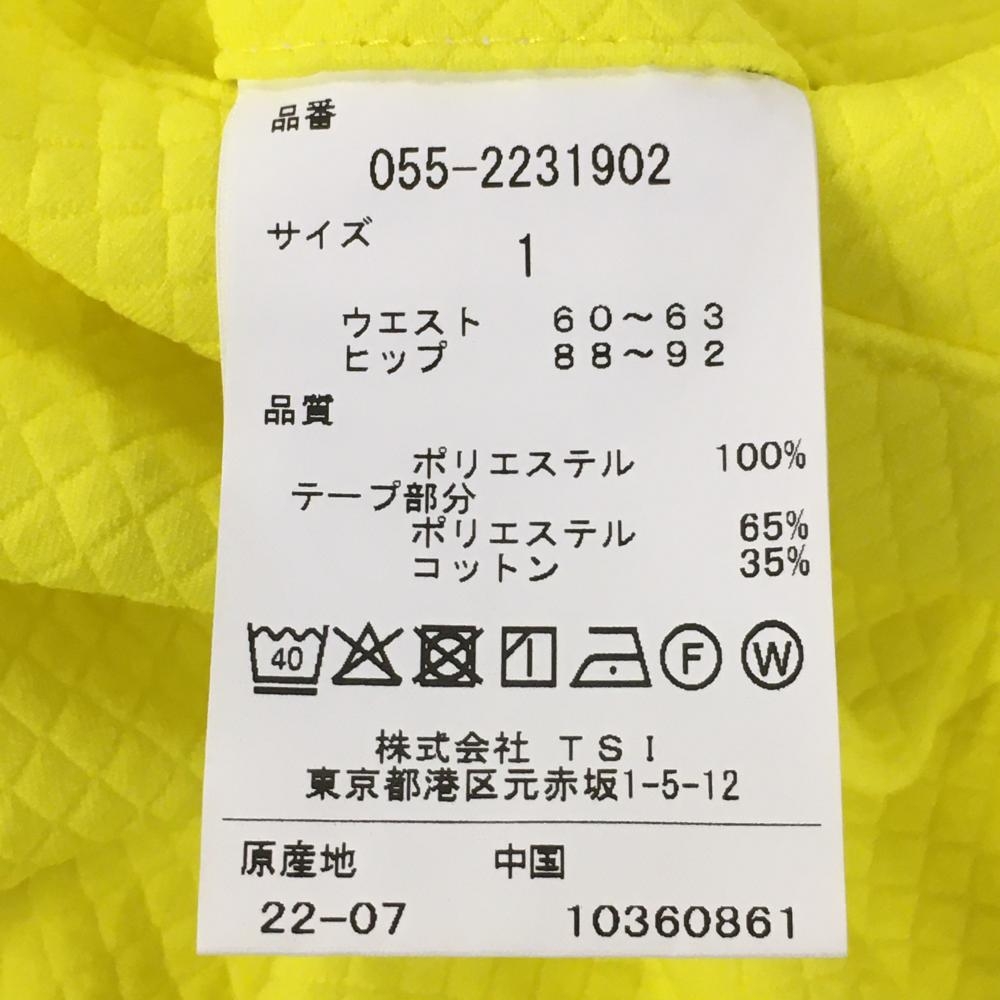 品番
055-2231902
サイズ
1
ウエスト 60～63
ヒップ 88～92
品質
ポリエステル 100%
テープ部分
ポリエステル 65%
コットン 35%
40 F W
株式会社 TSI
東京都港区元赤坂1-5-12
原産地 中国
22-07 10360861